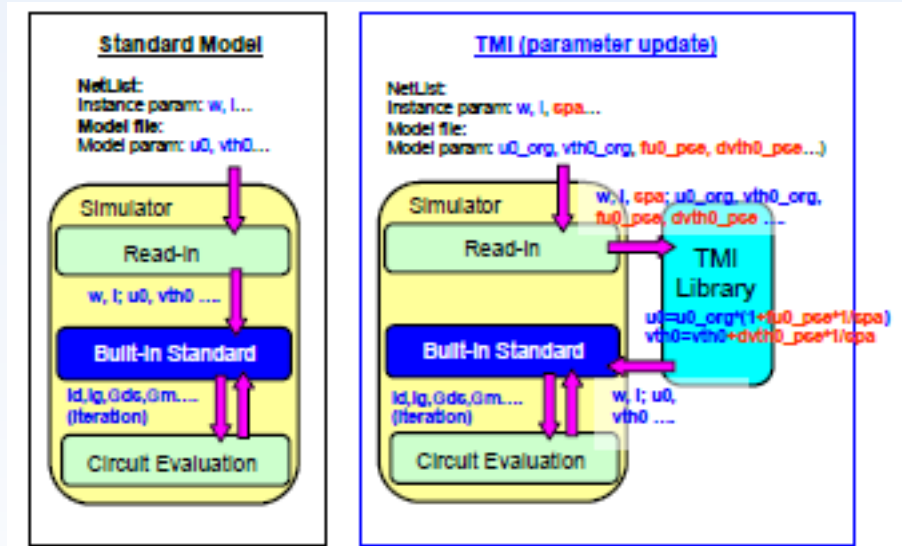 Standard Model
NetList:
Instance param: w, l...
Model file:
Model param: u0, vth0...
Simulator
Read-in
w, l; u0, vth0 ....
Built-in Standard
Id,Ig,Gds,Gm....
(Iteration)
Circuit Evaluation
TMI (parameter update)
NetList:
Instance param: w, l, spa...
Model file:
Model param: u0_org, vth0_org, fu0_pse, dvth0_pse...)
Simulator
Read-in
w, l, spa; u0_org, vth0_org,
fu0_pse, dvth0_pse ....
TMI
Library
u0=u0_org*(1+fu0_pse*1/spa)
vth0=vth0+dvth0_pse*1/spa
Built-in Standard
w, l; u0,
vth0 ....
Id,Ig,Gds,Gm....
(Iteration)
Circuit Evaluation